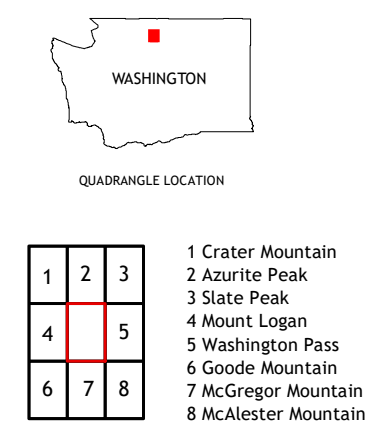 WASHINGTON
QUADRANGLE LOCATION
1 2 3
4 5
6 7 8
1 Crater Mountain
2 Azurite Peak
3 Slate Peak
4 Mount Logan
5 Washington Pass
6 Goode Mountain
7 McGregor Mountain
8 McAlester Mountain